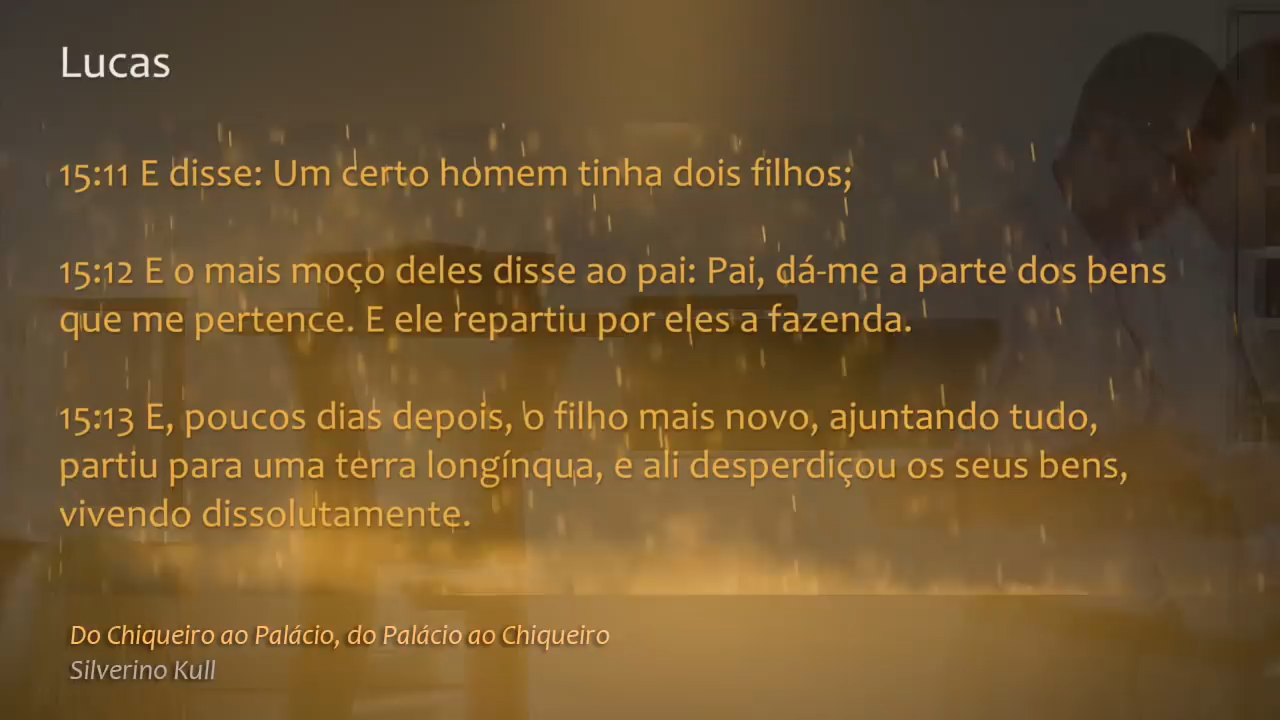 Lucas
15:11 E disse: Um certo homem tinha dois filhos;
15:12 E o mais moço deles disse ao pai: Pai, dá-me a parte dos bens
que me pertence. E ele repartiu por eles a fazenda.
15:13 E, poucos dias depois, o filho mais novo, ajuntando tudo,
partiu para uma terra longínqua, e ali desperdiçou os seus bens,
vivendo dissolutamente.
Do Chiqueiro ao Palácio, do Palácio ao Chiqueiro
Silverino Kull